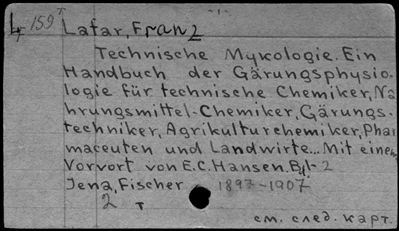 4 159 Lafar, Franz
Technische Mykologie. Ein
Handbuch der Gärungsphysio-
logie für technische Chemiker, Na
hrungsmittel-Chemiker, Gärungs-
techniker, Agrikulturchemiker, Phar
maceuten und Landwirte... Mit einem
Vorvort von E.C. Hansen. Bd 1-2
Jena, Fischer 1897-1907
2 т
см. след. карт.